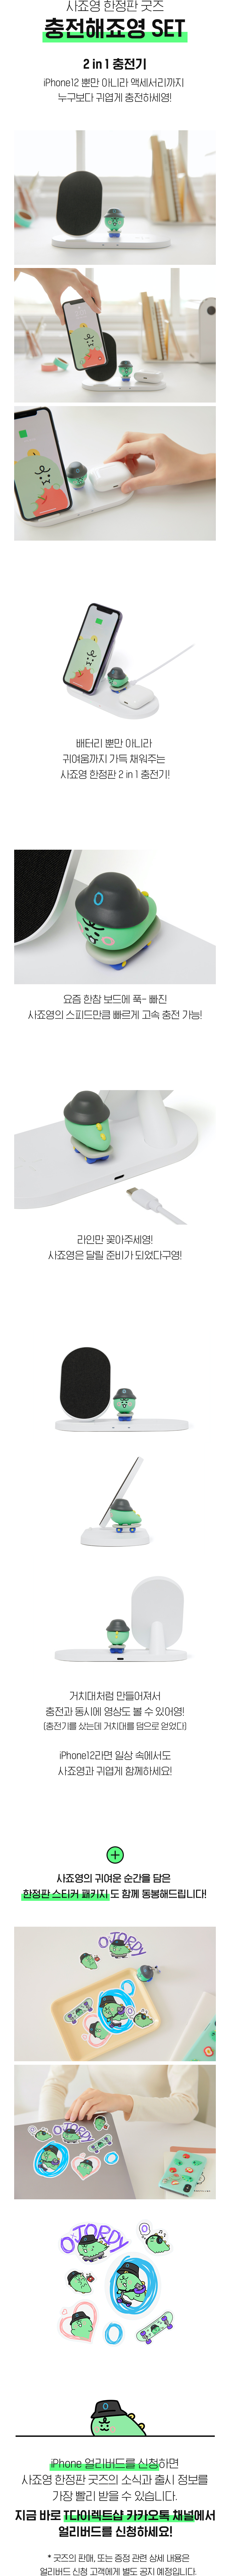 사죠영 한정판 굿즈
충전해죠영 SET
2 in 1 충전기
iPhone12 뿐만 아니라 액세서리까지
누구보다 귀엽게 충전하세영!
배터리 뿐만 아니라
귀여움까지 가득 채워주는
사죠영 한정판 2 in 1 충전기!
요즘 한참 보드에 푹- 빠진
사죠영의 스피드만큼 빠르게 고속 충전 가능!
라인만 꽂아주세영!
사죠영은 달릴 준비가 되었다구영!
거치대처럼 만들어져서
충전과 동시에 영상도 볼 수 있어영!
(충전기를 샀는데 거치대를 덤으로 얻었다)
iPhone12라면 일상 속에서도
사죠영과 귀엽게 함께하세요!
사죠영의 귀여운 순간을 담은
한정판 스티커 패키지도 함께 동봉해드립니다!
O'TORDY
O'TORDY
O'TORDY
iPhone 얼리버드를 신청하면
사죠영 한정판 굿즈의 소식과 출시 정보를
가장 빨리 받을 수 있습니다.
지금 바로 T다이렉트샵 카카오톡 채널에서
얼리버드를 신청하세요!
* 굿즈의 판매, 또는 증정 관련 상세 내용은
얼리버드 신청 고객에게 별도 공지 예정입니다.